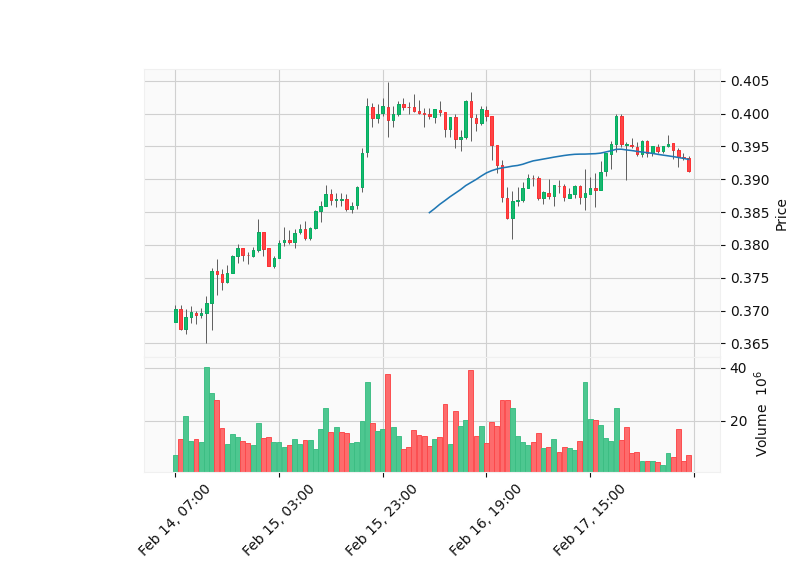 0.405
0.400
0.395
0.390
0.385
0.380
0.375
0.370
0.365
Price
40
20
Volume 10^6
Feb 14, 07:00
Feb 15, 03:00
Feb 15, 23:00
Feb 16, 19:00
Feb 17, 15:00